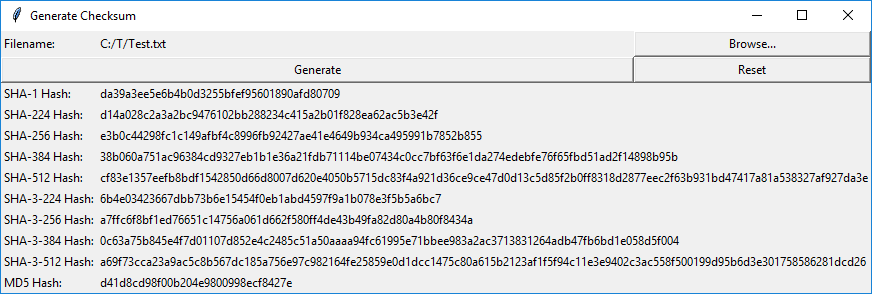 Generate Checksum
Filename: C:/T/Test.txt Browse...
Generate Reset
SHA-1 Hash: da39a3ee5e6b4b0d3255bfef95601890afd80709
SHA-224 Hash: d14a028c2a3a2bc9476102bb288234c415a2b01f828ea62ac5b3e42f
SHA-256 Hash: e3b0c44298fc1c149afbf4c8996fb92427ae41e4649b934ca495991b7852b855
SHA-384 Hash: 38b060a751ac96384cd9327eb1b1e36a21fdb71114be07434c0cc7bf63f6e1da274edebfe76f65fbd51ad2f14898b95b
SHA-512 Hash: cf83e1357eefb8bdf1542850d66d8007d620e4050b5715dc83f4a921d36ce9ce47d0d13c5d85f2b0ff8318d2877eec2f63b931bd47417a81a538327af927da3e
SHA-3-224 Hash: 6b4e03423667dbb73b6e15454f0eb1abd4597f9a1b078e3f5b5a6bc7
SHA-3-256 Hash: a7ffc6f8bf1ed76651c14756a061d662f580ff4de43b49fa82d80a4b80f8434a
SHA-3-384 Hash: 0c63a75b845e4f7d01107d852e4c2485c51a50aaaa94fc61995e71bbee983a2ac3713831264adb47fb6bd1e058d5f004
SHA-3-512 Hash: a69f73cca23a9ac5c8b567dc185a756e97c982164fe25859e0d1dcc1475c80a615b2123af1f5f94c11e3e9402c3ac558f500199d95b6d3e301758586281dcd26
MD5 Hash: d41d8cd98f00b204e9800998ecf8427e